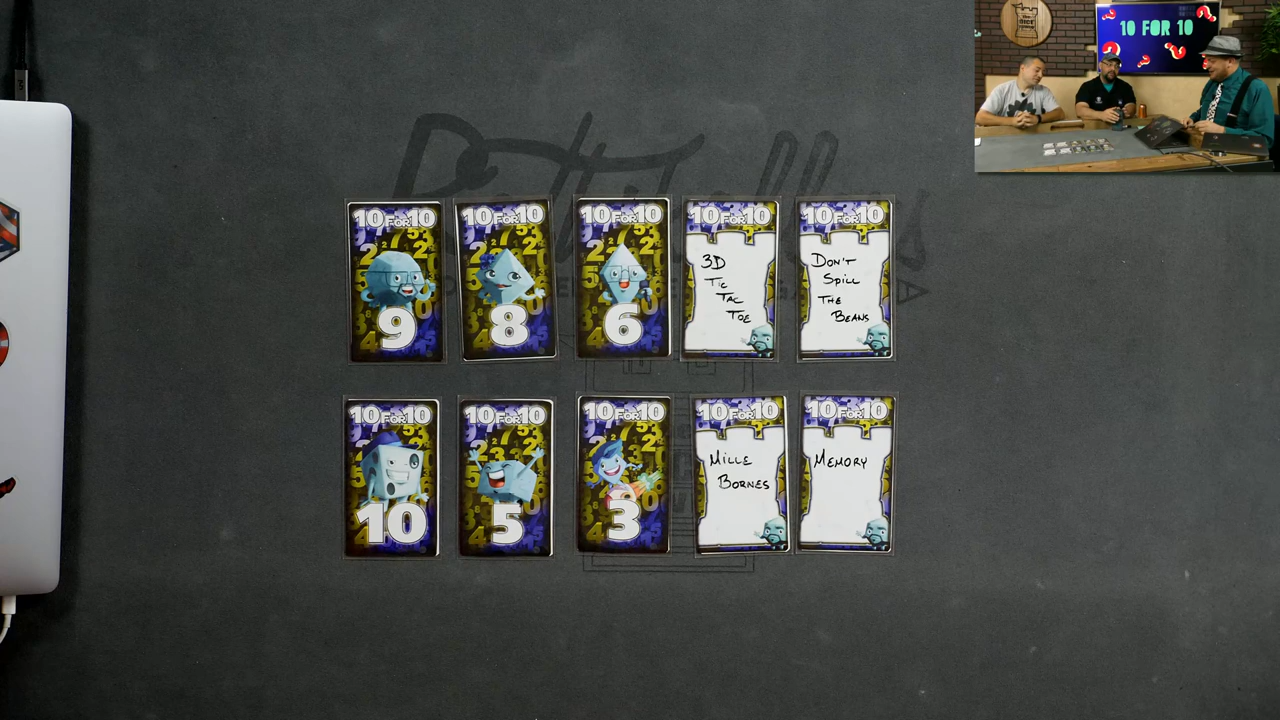 10 FOR 10
10 FOR 10
9
10 FOR 10
8
10 FOR 10
6
10 FOR 10
3D
TIC
TAC
TOE
10 FOR 10
DON'T
SPILL
THE
BEANS
10 FOR 10
10
10 FOR 10
5
10 FOR 10
3
10 FOR 10
MILLE
BORNES
10 FOR 10
MEMORY